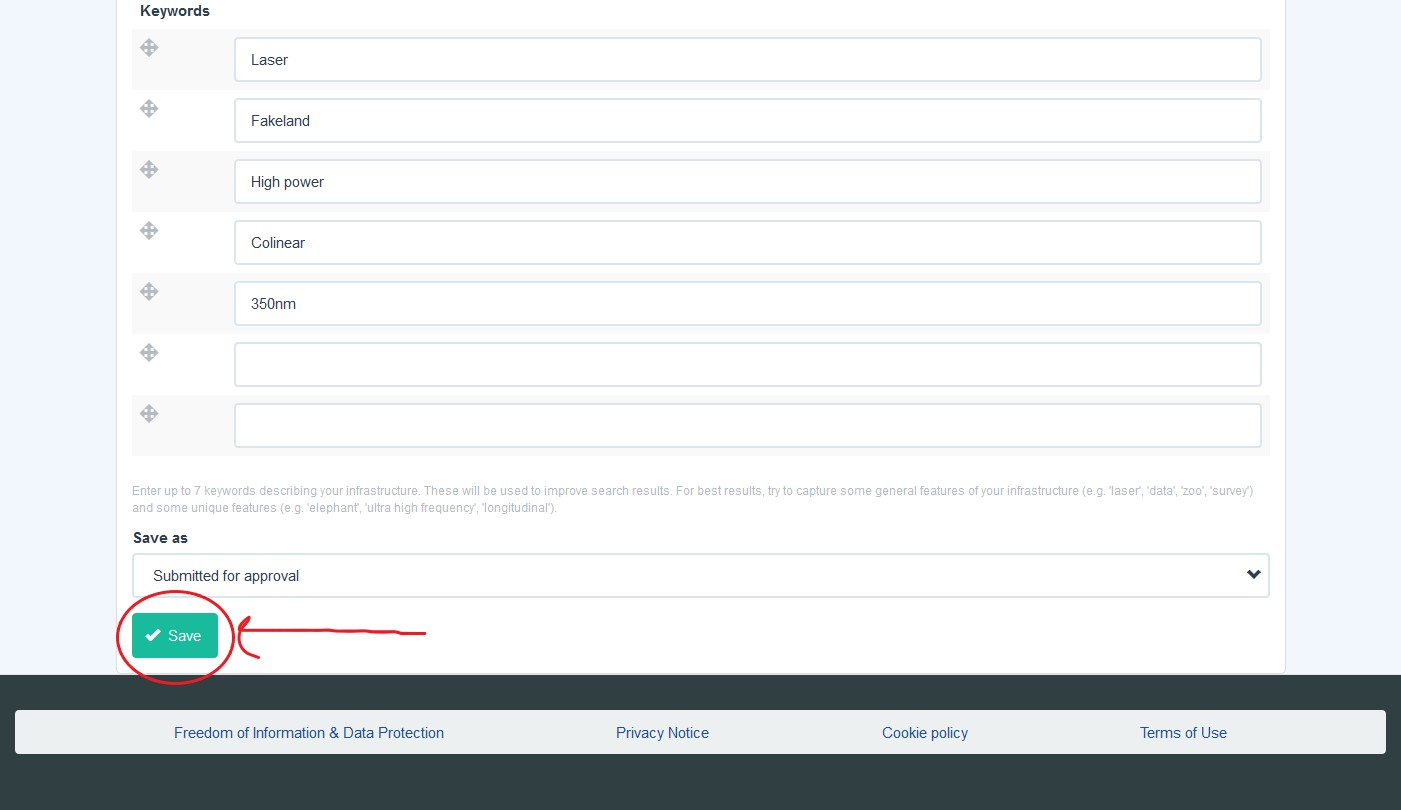 Keywords
Laser
Fakeland
High power
Colinear
350nm
Enter up to 7 keywords describing your infrastructure. These will be used to improve search results. For best results, try to capture some general features of your infrastructure (e.g. 'laser', 'data', 'zoo', 'survey')
and some unique features (e.g. 'elephant', 'ultra high frequency', 'longitudinal').
Save as
Submitted for approval
Save
Freedom of Information & Data Protection Privacy Notice Cookie policy Terms of Use